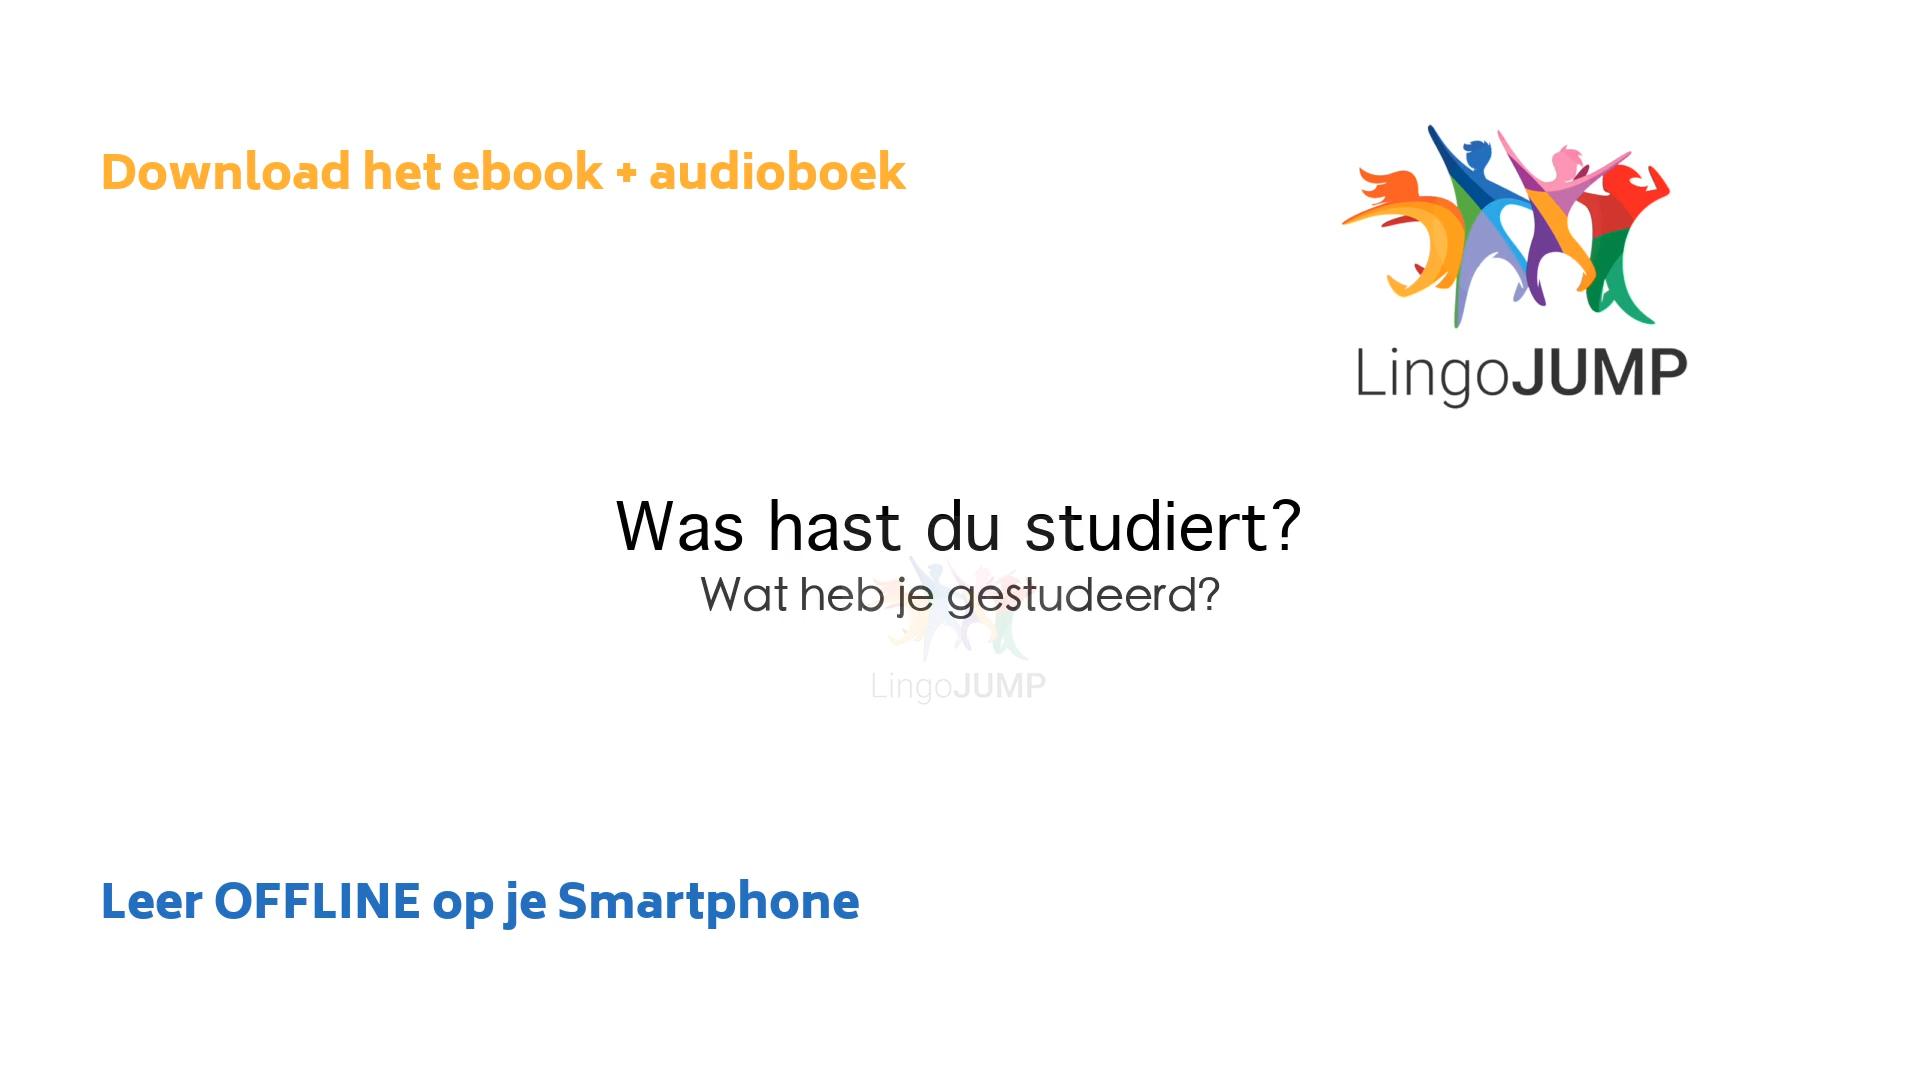 Download het ebook + audioboek
LingoJUMP
Was hast du studiert?
Wat heb je gestudeerd?
LingoJUMP
Leer OFFLINE op je Smartphone